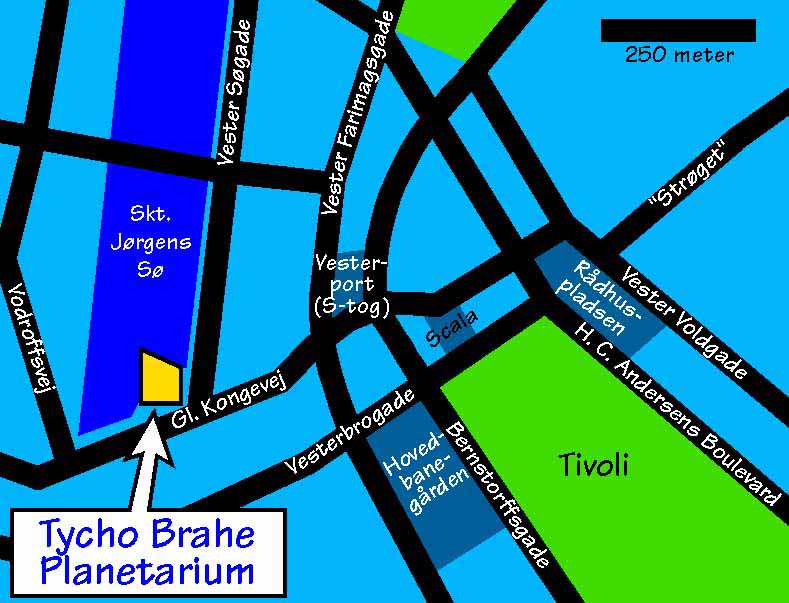 250 meter
Vester Søgade
Vester Farimagsgade
"Strøget"
Skt.
Jørgens
Sø
Vester-
port
(S-tog)
Rådhus-
pladsen
Vester Voldgade
Vodroffsvej
Scala
H. C. Andersens Boulevard
Gl. Kongevej
Vesterbrogade
Hoved-
bane-
gården
Bernstorffsgade
Tivoli
Tycho Brahe
Planetarium